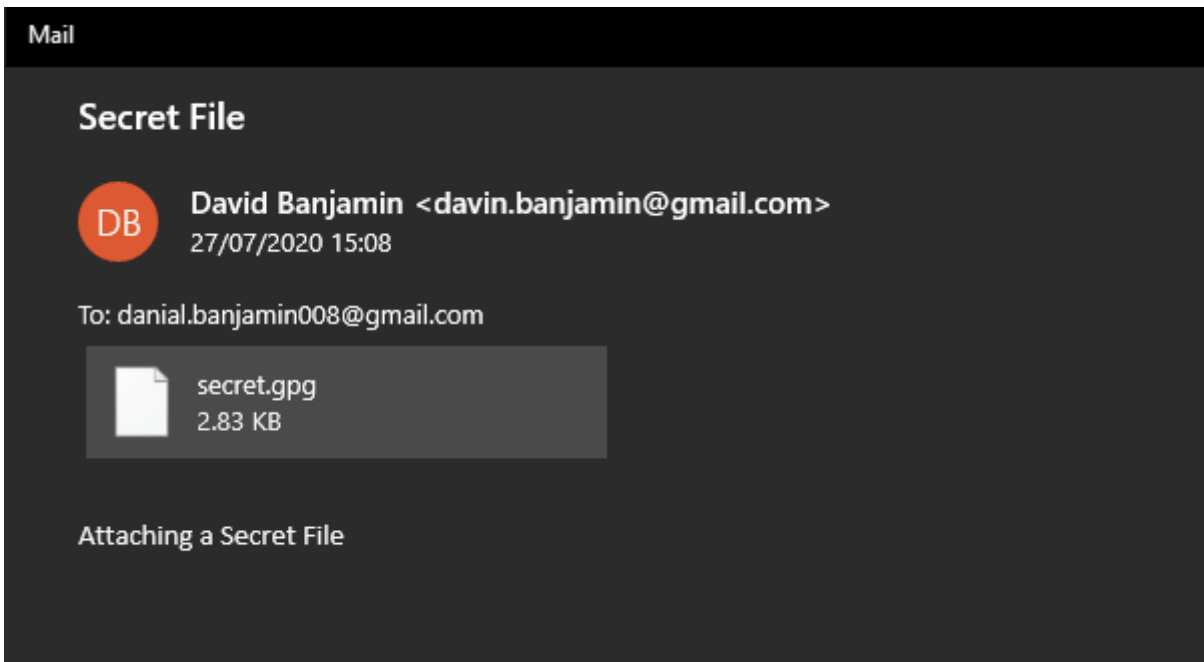 Mail
Secret File
DB
David Banjamin <davin.banjamin@gmail.com>
27/07/2020 15:08
To: danial.banjamin008@gmail.com
secret.gpg
2.83 KB
Attaching a Secret File